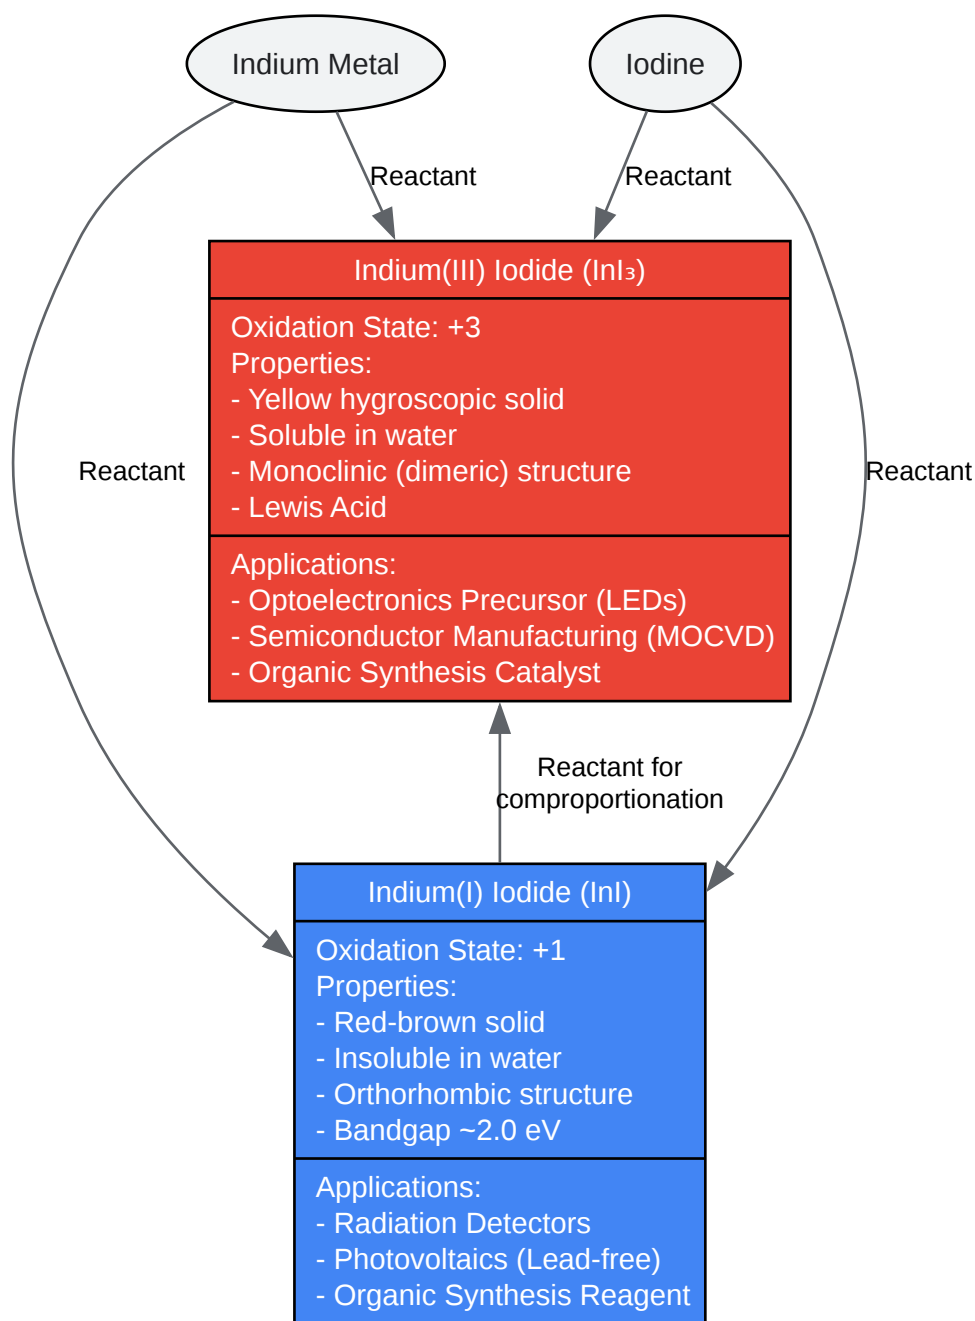 Indium Metal
Iodine
Reactant
Reactant
Indium(III) Iodide (InI₃)
Oxidation State: +3
Properties:
- Yellow hygroscopic solid
- Soluble in water
- Monoclinic (dimeric) structure
- Lewis Acid
Reactant
Reactant
Applications:
- Optoelectronics Precursor (LEDs)
- Semiconductor Manufacturing (MOCVD)
- Organic Synthesis Catalyst
Reactant for
comproportionation
Indium(I) Iodide (InI)
Oxidation State: +1
Properties:
- Red-brown solid
- Insoluble in water
- Orthorhombic structure
- Bandgap ~2.0 eV
Applications:
- Radiation Detectors
- Photovoltaics (Lead-free)
- Organic Synthesis Reagent